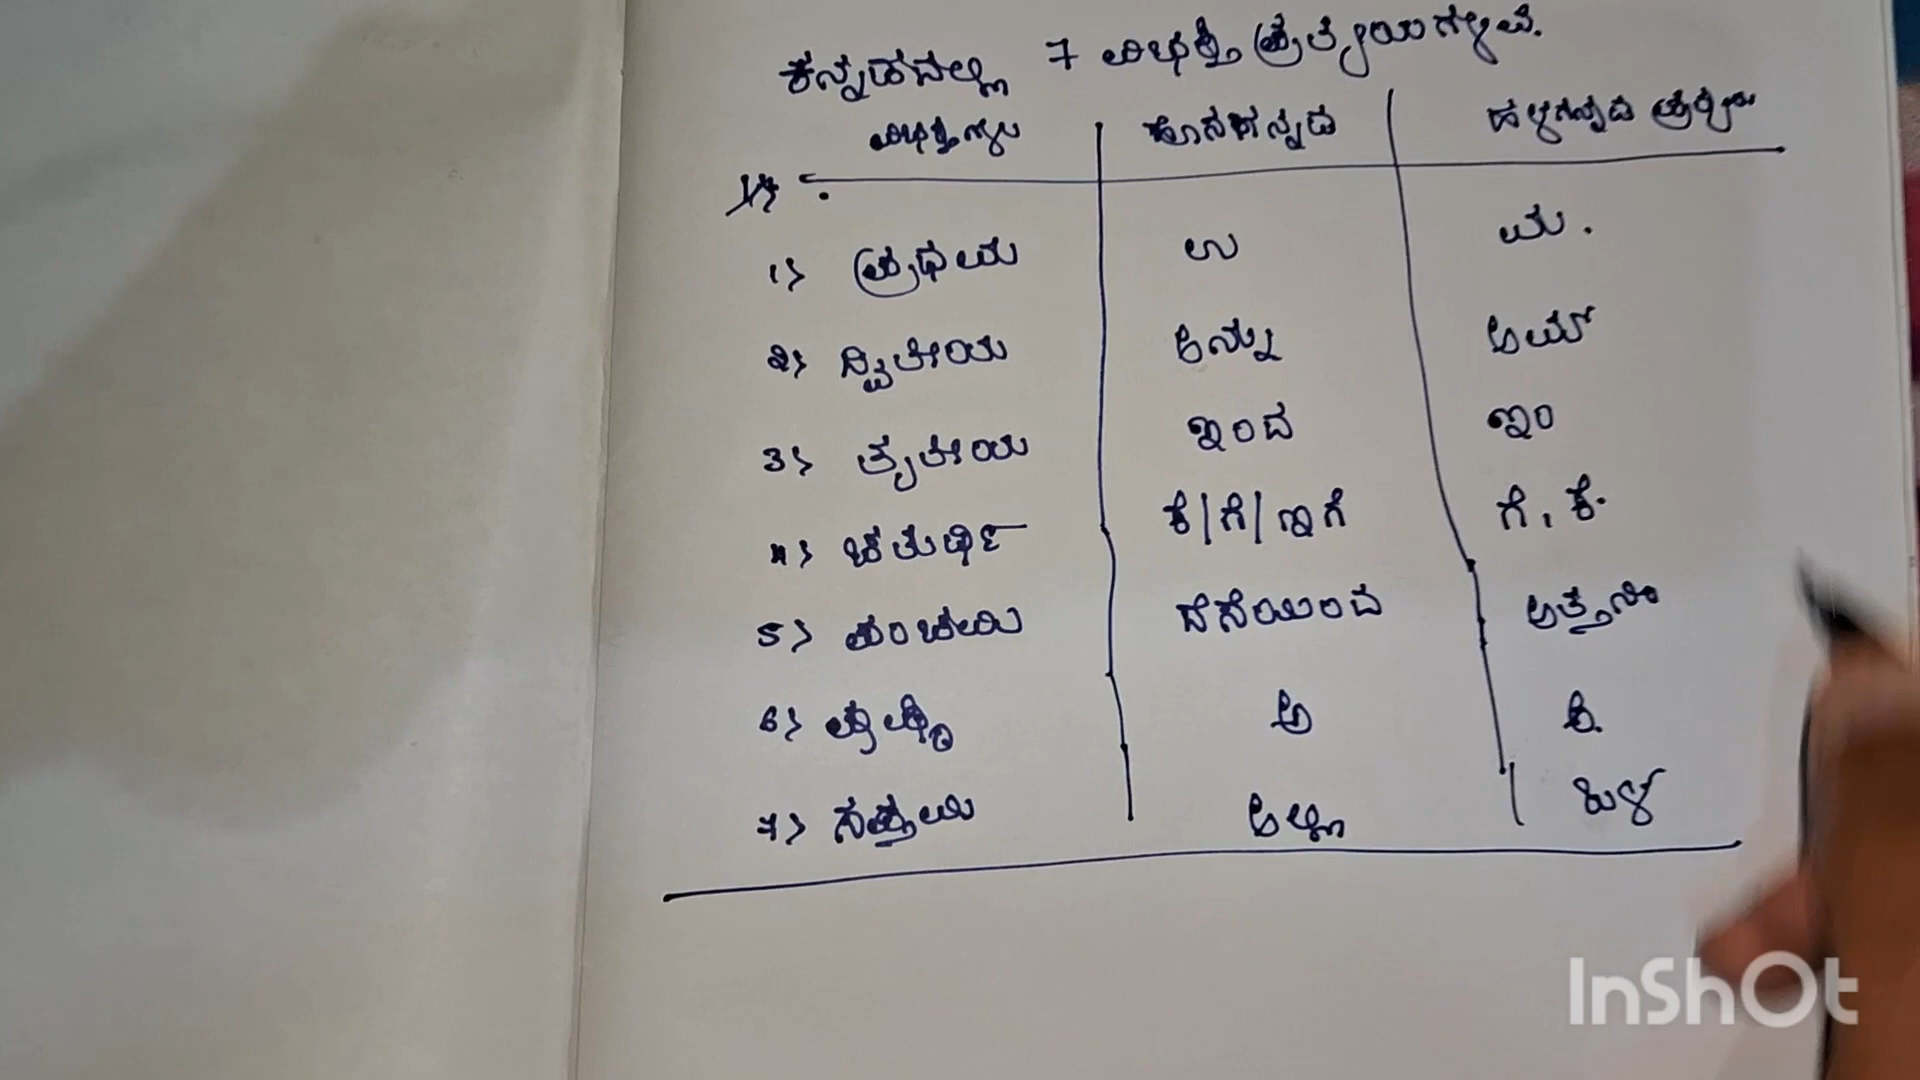 ಕನ್ನಡದಲ್ಲಿ 7 ವಿಭಕ್ತಿ ಪ್ರತ್ಯಯಗಳಿವೆ.
ವಿಭಕ್ತಿಗಳು ಹೊಸಗನ್ನಡ ಹಳಗನ್ನಡ ಪ್ರತ್ಯಯ
1) ಪ್ರಥಮ ಉ ಮ.
2) ದ್ವಿತೀಯ ಅನ್ನು ಅಮ್
3) ತೃತೀಯ ಇಂದ ಇಂ
4) ಚತುರ್ಥಿ ಕೆ/ಗೆ/ಇಗೆ ಗೆ, ಕೆ.
5) ಪಂಚಮಿ ದೆಸೆಯಿಂದ ಅತ್ತಣಿಂ
6) ಷಷ್ಠಿ ಅ ಅ.
7) ಸಪ್ತಮಿ ಅಲ್ಲಿ ಒಳ
InShOt